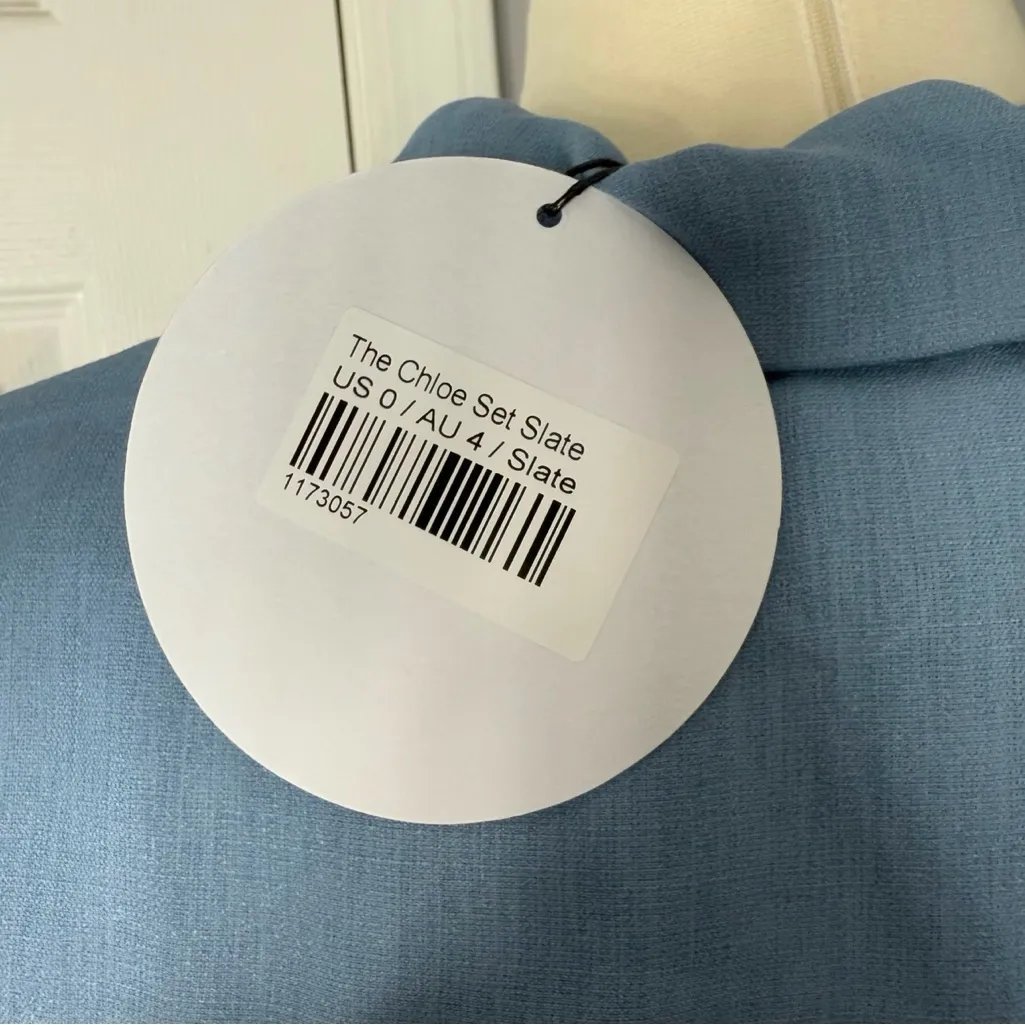 The Chloe Set Slate
US 0 / AU 4 / Slate
1173057